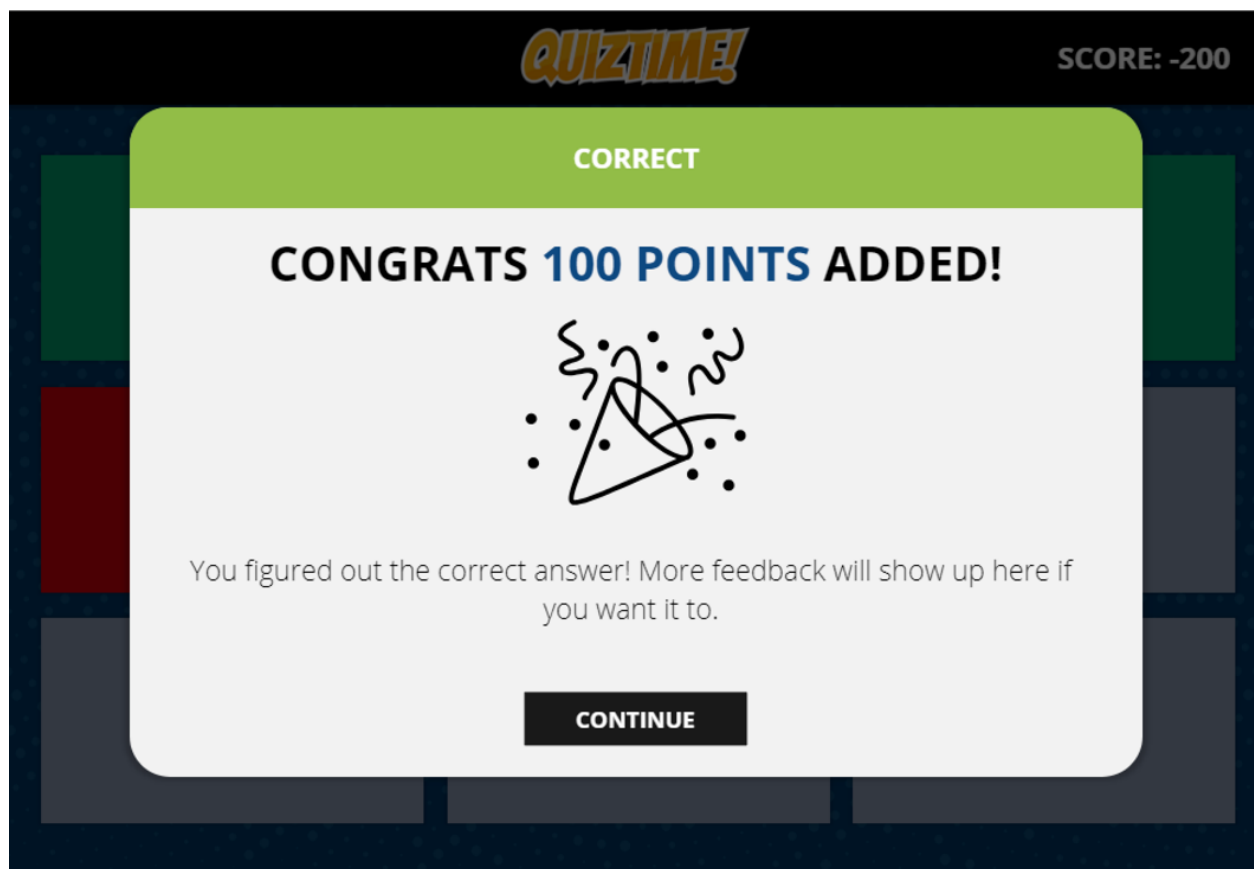 QUIZTIME!
SCORE: -200
CORRECT
CONGRATS 100 POINTS ADDED!
You figured out the correct answer! More feedback will show up here if
you want it to.
CONTINUE